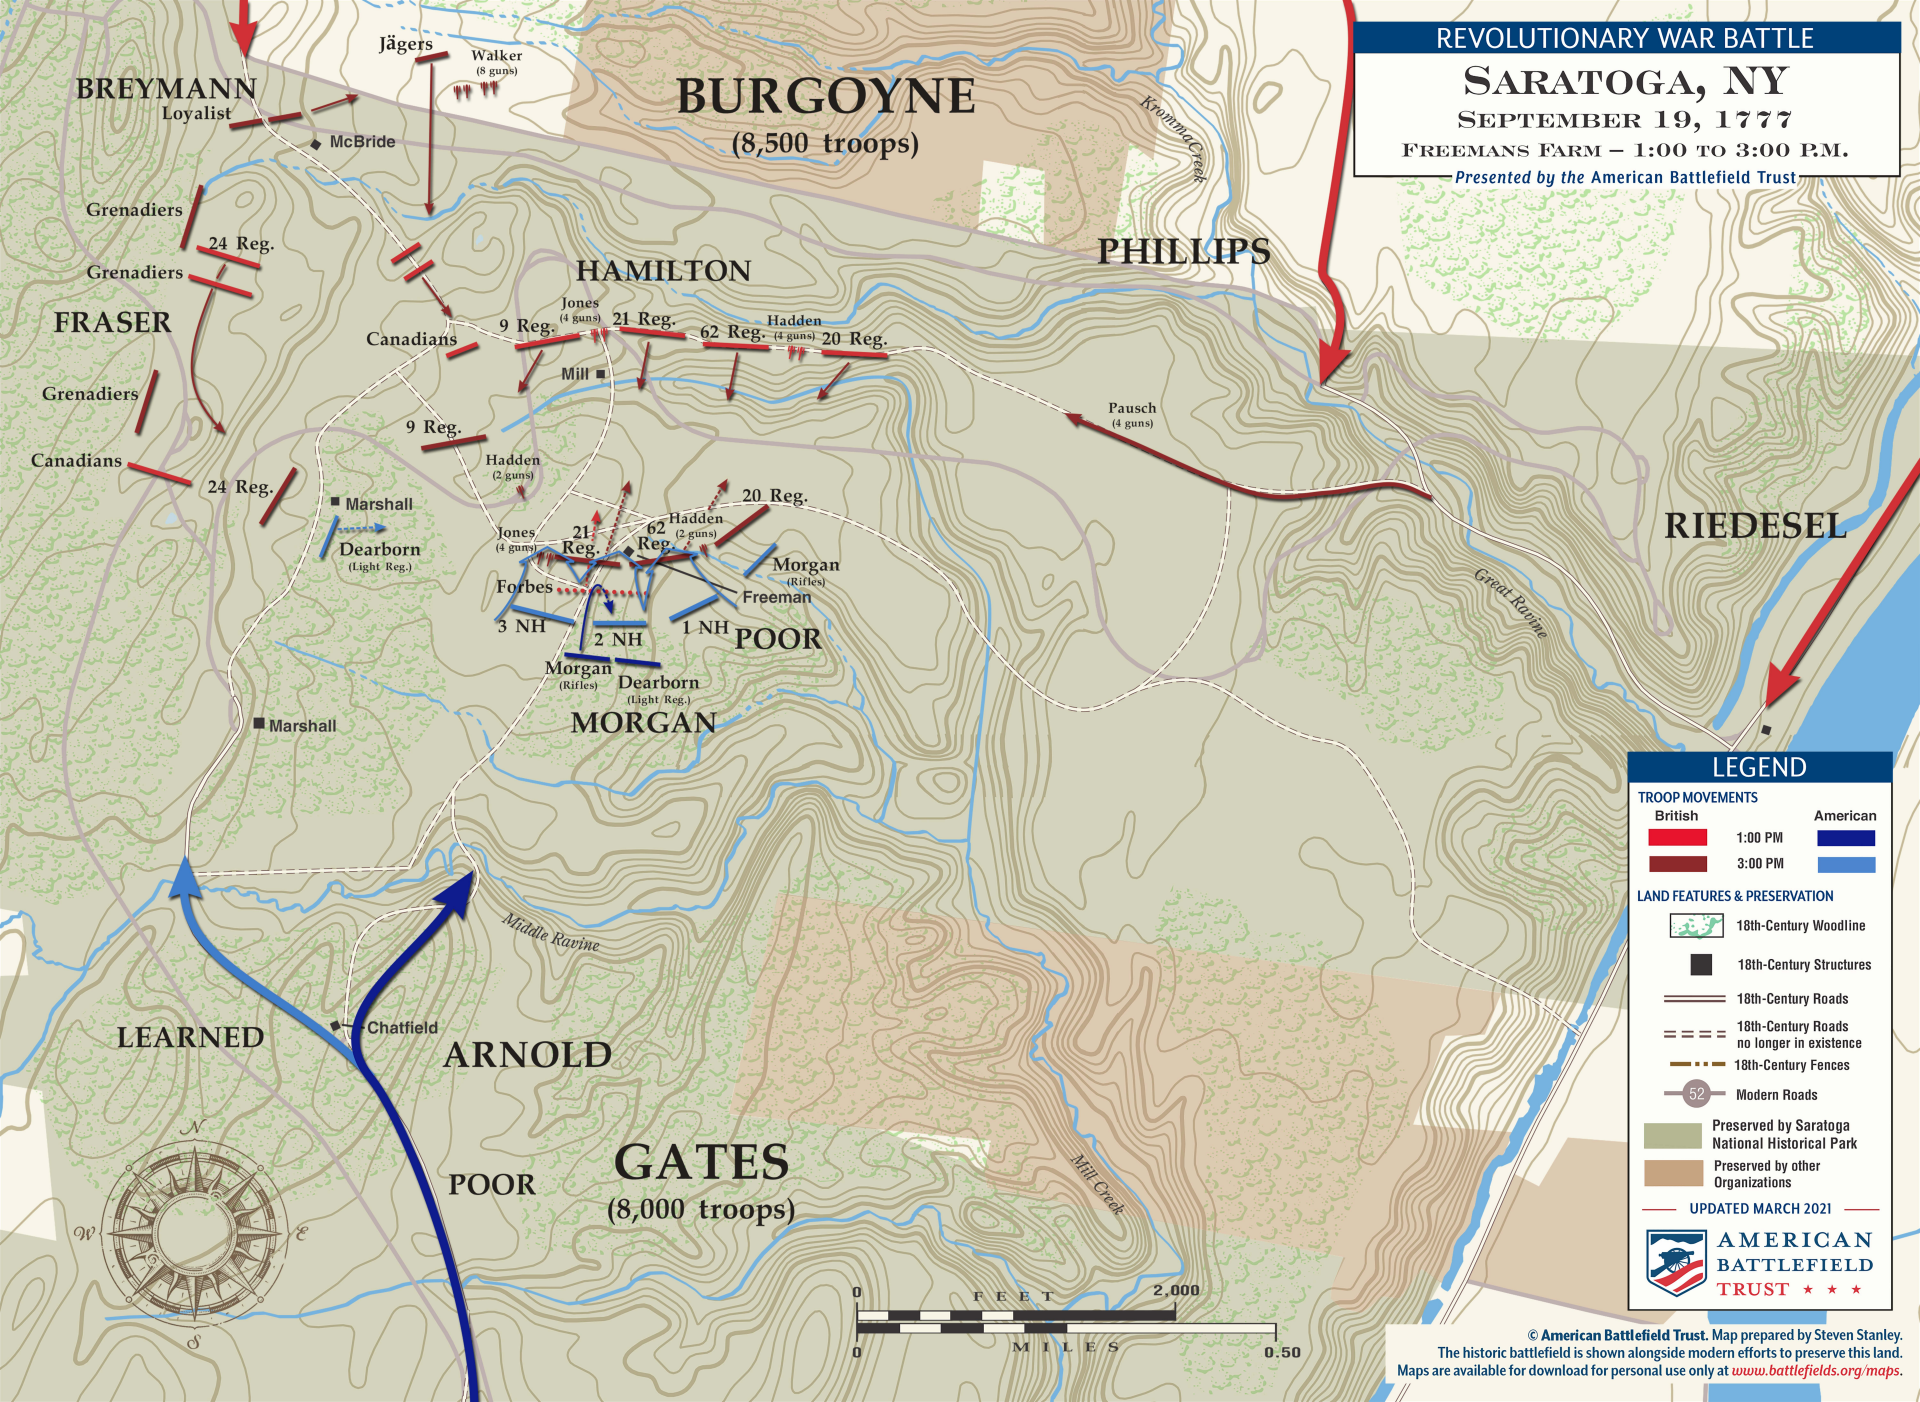 REVOLUTIONARY WAR BATTLE
SARATOGA, NY
SEPTEMBER 19, 1777
FREEMANS FARM – 1:00 TO 3:00 P.M.
Presented by the American Battlefield Trust
Jägers
Walker
(8 guns)
BREYMANN
Loyalist
McBride
BURGOYNE
(8,500 troops)
KrommaCreek
Grenadiers
24 Reg.
Grenadiers
HAMILTON
PHILLIPS
FRASER
Canadians
9 Reg.
Jones
(4 guns)
21 Reg.
62 Reg.
Hadden
(4 guns)
20 Reg.
Mill
Grenadiers
Pausch
(4 guns)
9 Reg.
Canadians
24 Reg.
Hadden
(2 guns)
Marshall
Dearborn
(Light Reg.)
Jones
(4 guns)
21
Reg.
62
Reg.
Hadden
(2 guns)
20 Reg.
Morgan
(Rifles)
Forbes
Freeman
3 NH
2 NH
1 NH
POOR
Morgan
(Rifles)
Dearborn
(Light Reg.)
MORGAN
Marshall
RIEDESEL
Great Ravine
Middle Ravine
LEARNED
Chatfield
ARNOLD
POOR
GATES
(8,000 troops)
Mill Creek
N
W
E
S
0
FEET
2,000
0
MILES
0.50
LEGEND
TROOP MOVEMENTS
British
American
1:00 PM
3:00 PM
LAND FEATURES & PRESERVATION
18th-Century Woodline
18th-Century Structures
18th-Century Roads
18th-Century Roads
no longer in existence
18th-Century Fences
52
Modern Roads
Preserved by Saratoga
National Historical Park
Preserved by other
Organizations
UPDATED MARCH 2021
AMERICAN
BATTLEFIELD
TRUST
© American Battlefield Trust. Map prepared by Steven Stanley.
The historic battlefield is shown alongside modern efforts to preserve this land.
Maps are available for download for personal use only at www.battlefields.org/maps.